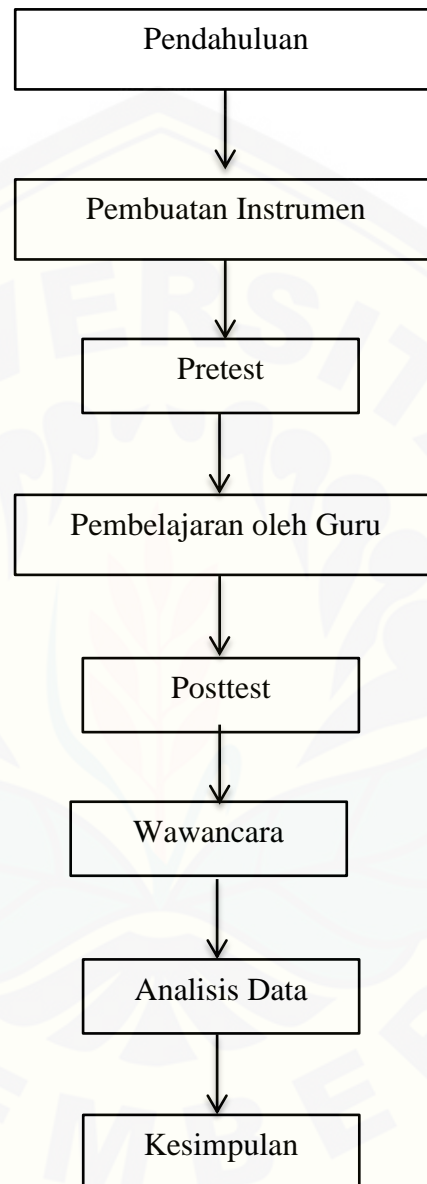 Pendahuluan
Pembuatan Instrumen
Pretest
Pembelajaran oleh Guru
Posttest
Wawancara
Analisis Data
Kesimpulan